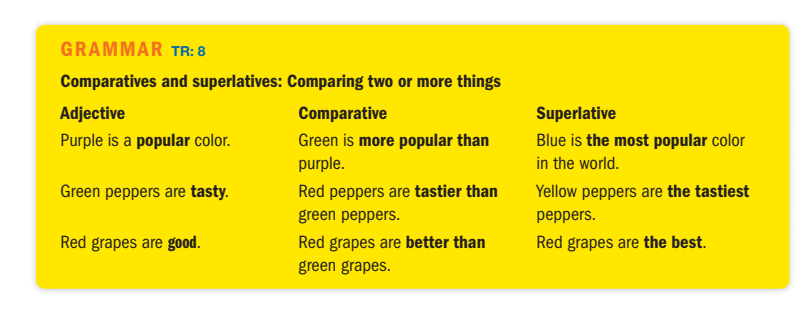 GRAMMAR TR: 8
Comparatives and superlatives: Comparing two or more things
Adjective Comparative Superlative
Purple is a popular color. Green is more popular than Blue is the most popular color
purple. in the world.
Green peppers are tasty. Red peppers are tastier than Yellow peppers are the tastiest
green peppers. peppers.
Red grapes are good. Red grapes are better than Red grapes are the best.
green grapes.